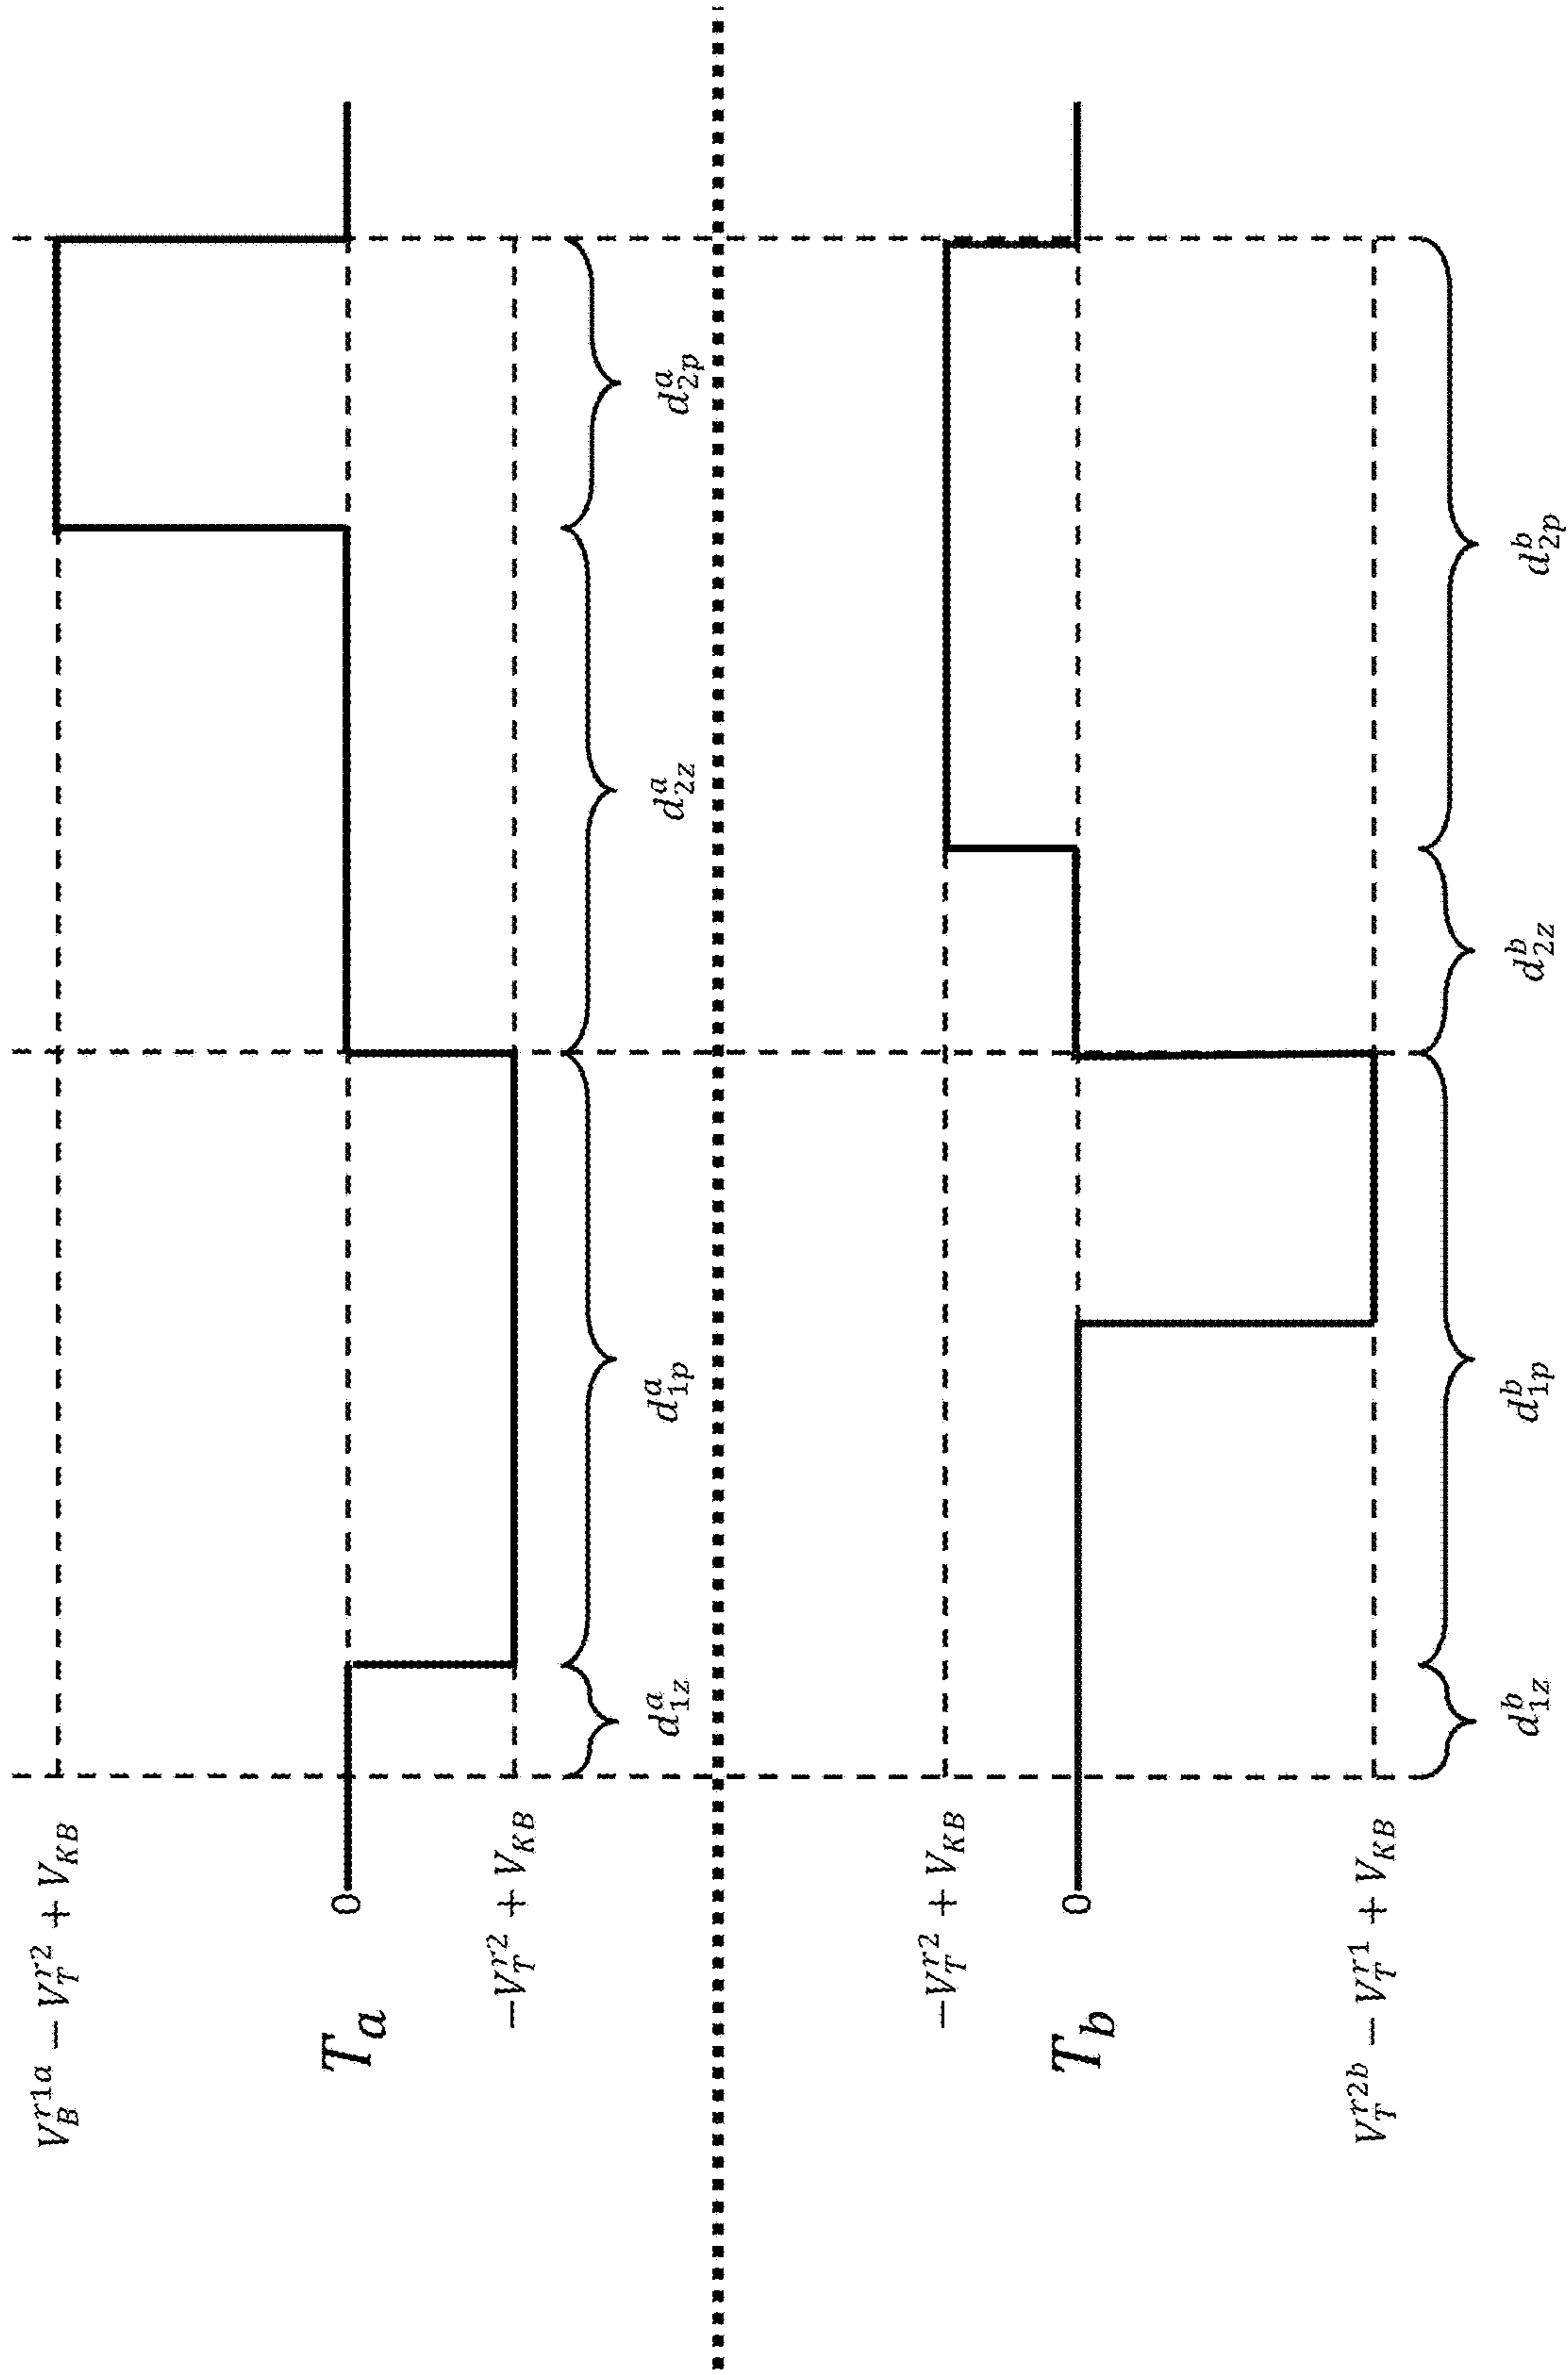 V_B^{r1a} − V_T^{r2} + V_{KB}
T_a
0
−V_T^{r2} + V_{KB}
d_{1z}^a d_{1p}^a d_{2z}^a d_{2p}^a
−V_T^{r2} + V_{KB}
T_b
0
V_T^{r2b} − V_T^{r1} + V_{KB}
d_{1z}^b d_{1p}^b d_{2z}^b d_{2p}^b